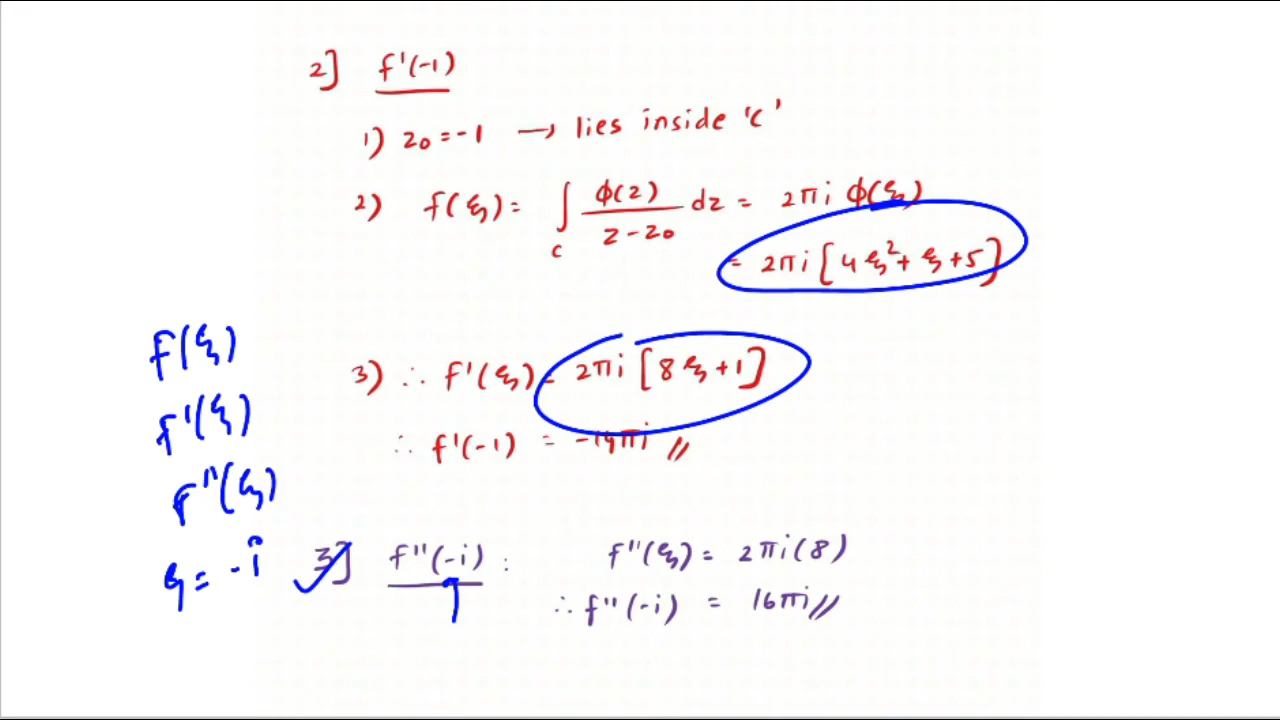 2] f'(-1)
1) z₀ = -1 → lies inside 'c'
2) f(ξ) = ∫c ϕ(z)/(z-z₀) dz = 2πi ϕ(ξ)
= 2πi [4ξ² + ξ + 5]
3) ∴ f'(ξ) = 2πi [8ξ + 1]
∴ f'(-1) = -14πi //
3] f''(-i) : f''(ξ) = 2πi(8)
∴ f''(-i) = 16πi //
f(ξ)
f'(ξ)
f''(ξ)
ξ = -i